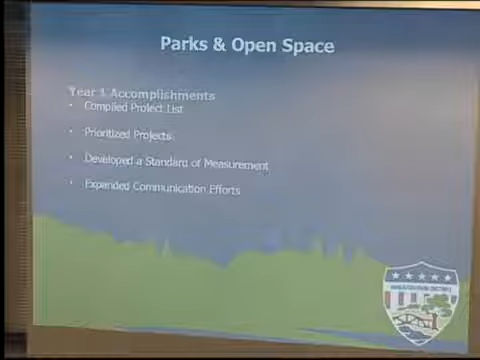 Parks & Open Space
Year 1 Accomplishments
• Compiled Project List
• Prioritized Projects
• Developed a Standard of Measurement
• Expanded Communication Efforts